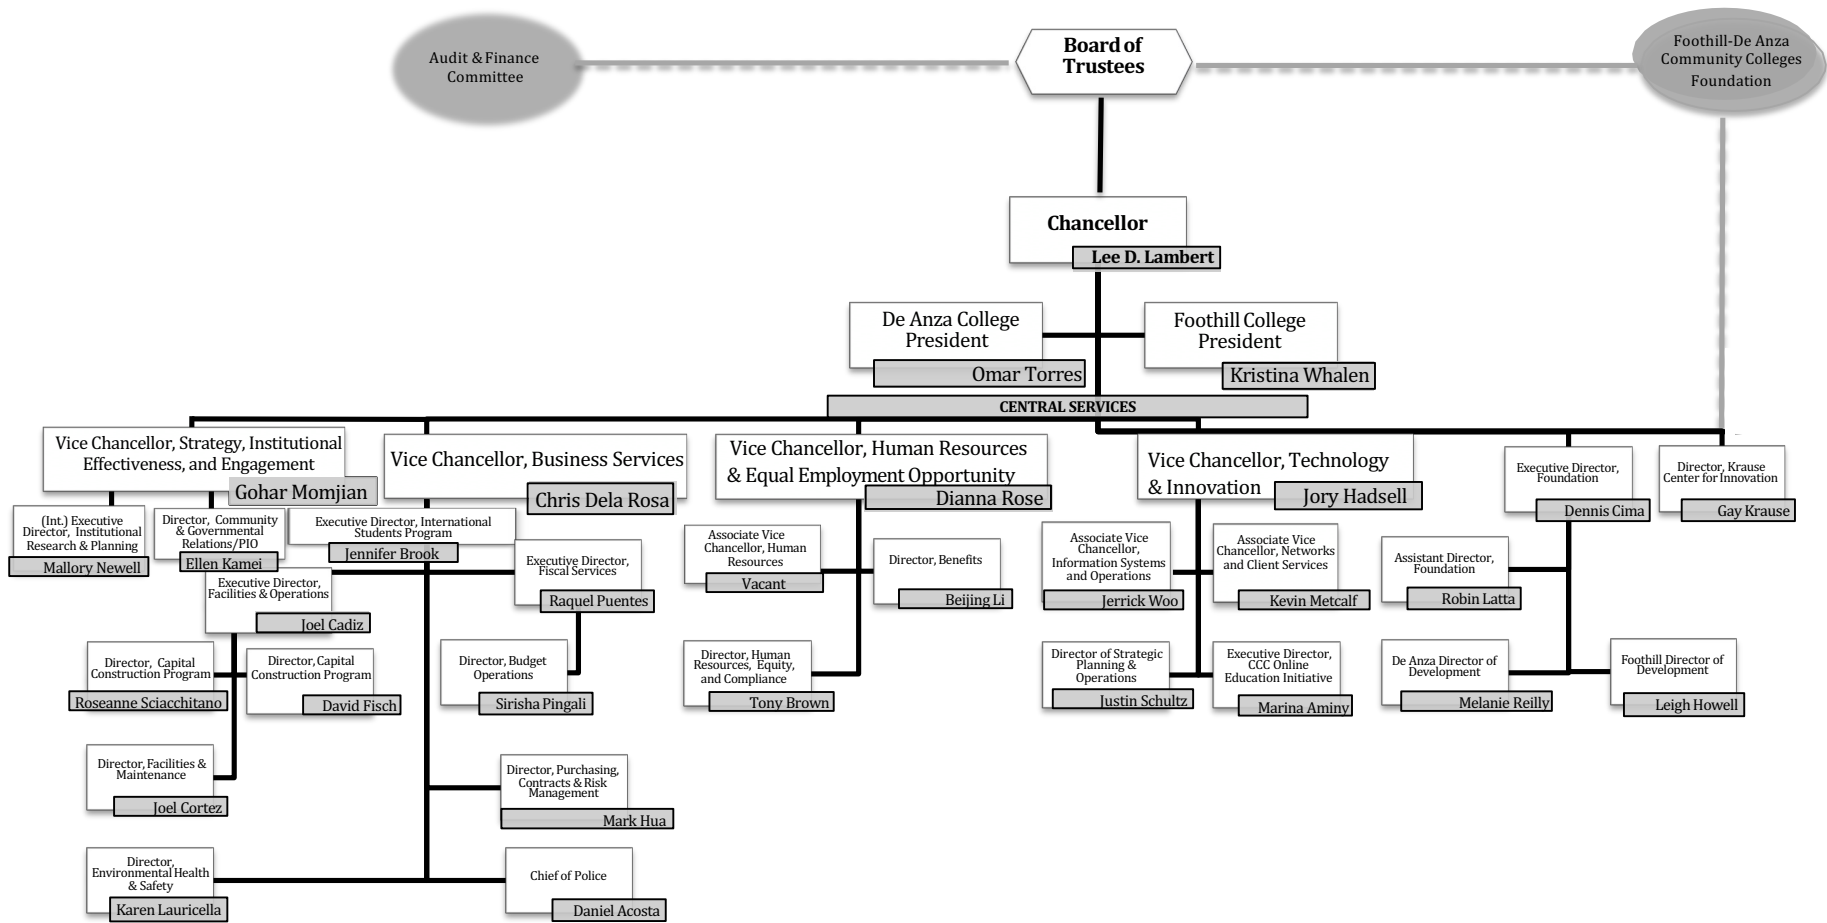 Audit & Finance
Committee
Board of
Trustees
Foothill-De Anza
Community Colleges
Foundation
Chancellor
Lee D. Lambert
De Anza College
President
Omar Torres
Foothill College
President
Kristina Whalen
CENTRAL SERVICES
Vice Chancellor, Strategy, Institutional
Effectiveness, and Engagement
Gohar Momjian
Vice Chancellor, Business Services
Chris Dela Rosa
Vice Chancellor, Human Resources
& Equal Employment Opportunity
Dianna Rose
Vice Chancellor, Technology
& Innovation
Jory Hadsell
Executive Director,
Foundation
Dennis Cima
Director, Krause
Center for Innovation
Gay Krause
(Int.) Executive
Director, Institutional
Research & Planning
Mallory Newell
Director, Community
& Governmental
Relations/PIO
Ellen Kamei
Executive Director, International
Students Program
Jennifer Brook
Executive Director,
Facilities & Operations
Joel Cadiz
Executive Director,
Fiscal Services
Raquel Puentes
Associate Vice
Chancellor, Human
Resources
Vacant
Director, Benefits
Beijing Li
Associate Vice
Chancellor,
Information Systems
and Operations
Jerrick Woo
Associate Vice
Chancellor, Networks
and Client Services
Kevin Metcalf
Assistant Director,
Foundation
Robin Latta
Director, Capital
Construction Program
Roseanne Sciacchitano
Director, Capital
Construction Program
David Fisch
Director, Budget
Operations
Sirisha Pingali
Director, Human
Resources, Equity,
and Compliance
Tony Brown
Director of Strategic
Planning &
Operations
Justin Schultz
Executive Director,
CCC Online
Education Initiative
Marina Aminy
De Anza Director of
Development
Melanie Reilly
Foothill Director of
Development
Leigh Howell
Director, Facilities &
Maintenance
Joel Cortez
Director, Purchasing,
Contracts & Risk
Management
Mark Hua
Director,
Environmental Health
& Safety
Karen Lauricella
Chief of Police
Daniel Acosta